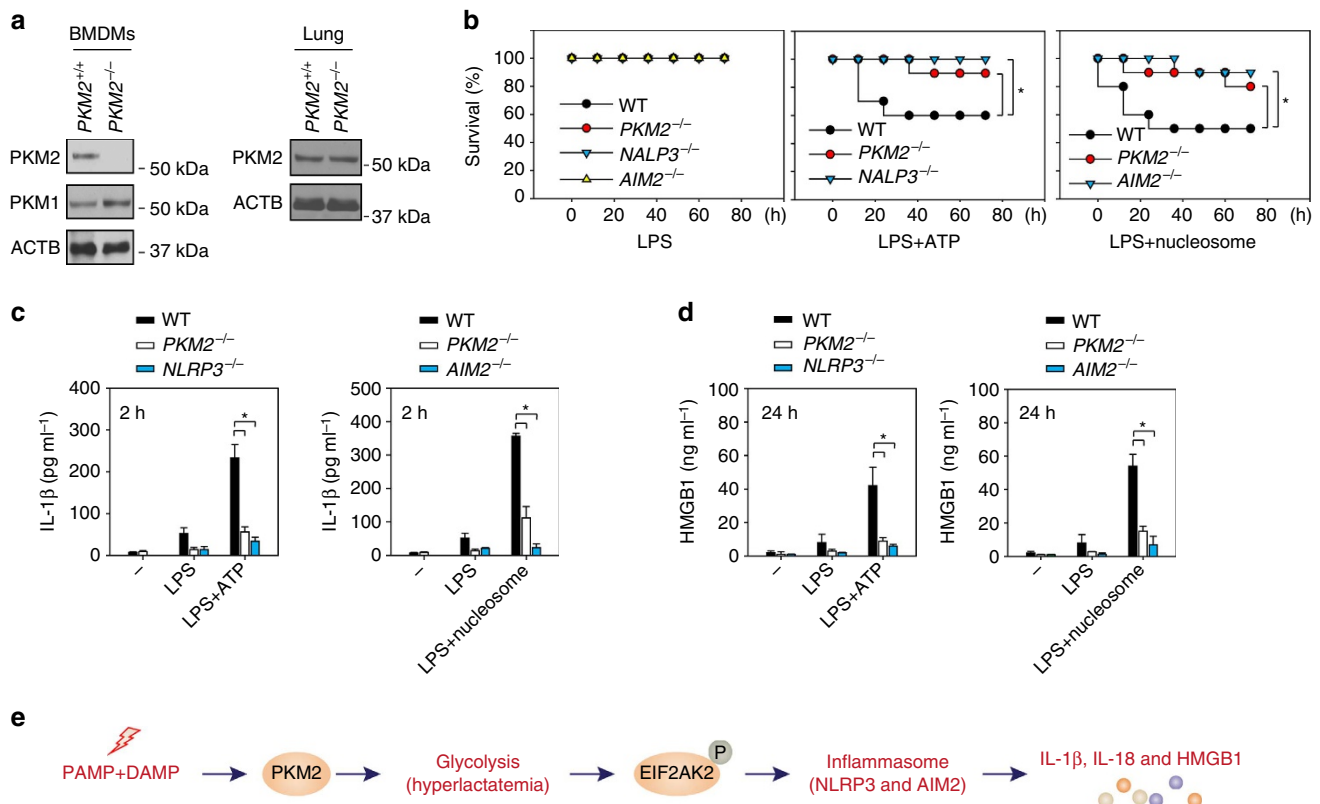 a
BMDMs
PKM2+/+
PKM2–/–
PKM2
- 50 kDa
PKM1
- 50 kDa
ACTB
- 37 kDa
Lung
PKM2+/+
PKM2–/–
PKM2
- 50 kDa
ACTB
- 37 kDa
b
Survival (%)
100
80
60
40
20
0
WT
PKM2–/–
NALP3–/–
AIM2–/–
0 20 40 60 80 (h)
LPS
*
WT
PKM2–/–
NALP3–/–
0 20 40 60 80 (h)
LPS+ATP
*
WT
PKM2–/–
AIM2–/–
0 20 40 60 80 (h)
LPS+nucleosome
c
WT
PKM2–/–
NLRP3–/–
IL-1β (pg ml–1)
400
300
200
100
0
2 h
*
–
LPS
LPS+ATP
WT
PKM2–/–
AIM2–/–
IL-1β (pg ml–1)
500
400
300
200
100
0
2 h
*
–
LPS
LPS+nucleosome
d
WT
PKM2–/–
NLRP3–/–
HMGB1 (ng ml–1)
100
80
60
40
20
0
24 h
*
–
LPS
LPS+ATP
WT
PKM2–/–
AIM2–/–
HMGB1 (ng ml–1)
100
80
60
40
20
0
24 h
*
–
LPS
LPS+nucleosome
e
PAMP+DAMP
PKM2
Glycolysis
(hyperlactatemia)
EIF2AK2
P
Inflammasome
(NLRP3 and AIM2)
IL-1β, IL-18 and HMGB1